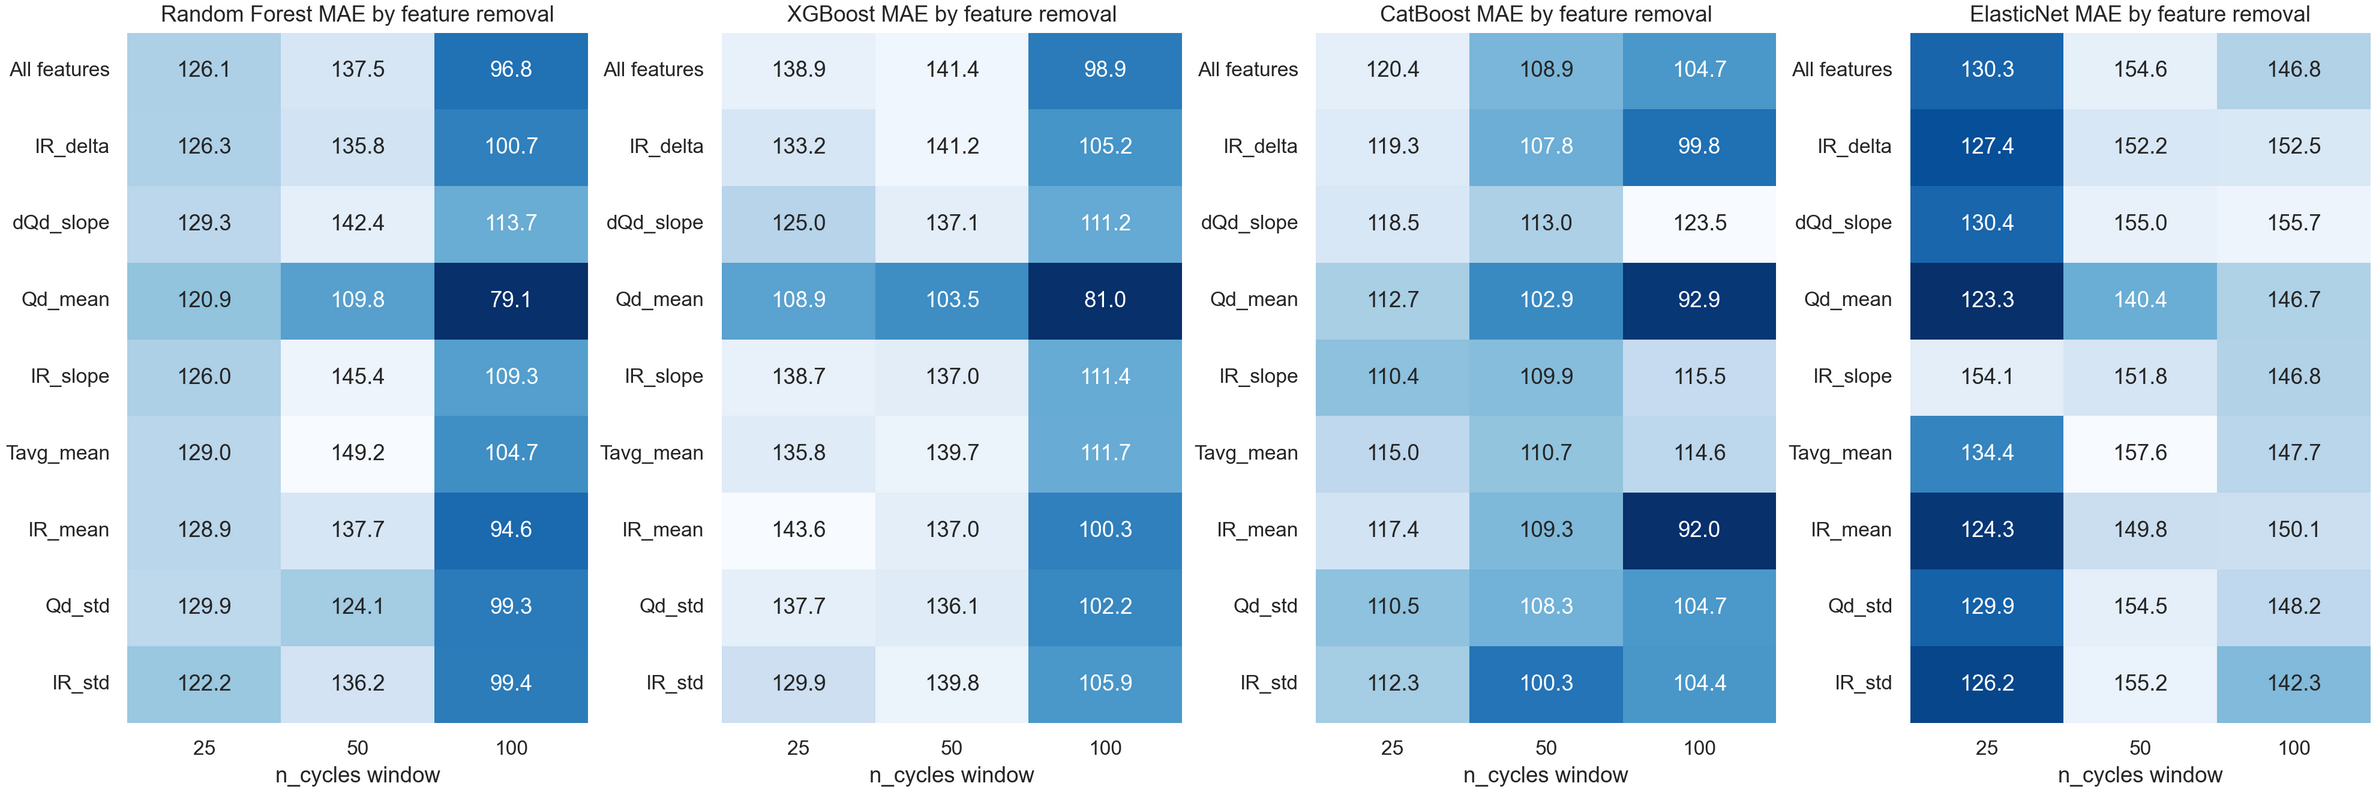 Random Forest MAE by feature removal
All features 126.1 137.5 96.8
IR_delta 126.3 135.8 100.7
dQd_slope 129.3 142.4 113.7
Qd_mean 120.9 109.8 79.1
IR_slope 126.0 145.4 109.3
Tavg_mean 129.0 149.2 104.7
IR_mean 128.9 137.7 94.6
Qd_std 129.9 124.1 99.3
IR_std 122.2 136.2 99.4
25 50 100
n_cycles window
XGBoost MAE by feature removal
All features 138.9 141.4 98.9
IR_delta 133.2 141.2 105.2
dQd_slope 125.0 137.1 111.2
Qd_mean 108.9 103.5 81.0
IR_slope 138.7 137.0 111.4
Tavg_mean 135.8 139.7 111.7
IR_mean 143.6 137.0 100.3
Qd_std 137.7 136.1 102.2
IR_std 129.9 139.8 105.9
25 50 100
n_cycles window
CatBoost MAE by feature removal
All features 120.4 108.9 104.7
IR_delta 119.3 107.8 99.8
dQd_slope 118.5 113.0 123.5
Qd_mean 112.7 102.9 92.9
IR_slope 110.4 109.9 115.5
Tavg_mean 115.0 110.7 114.6
IR_mean 117.4 109.3 92.0
Qd_std 110.5 108.3 104.7
IR_std 112.3 100.3 104.4
25 50 100
n_cycles window
ElasticNet MAE by feature removal
All features 130.3 154.6 146.8
IR_delta 127.4 152.2 152.5
dQd_slope 130.4 155.0 155.7
Qd_mean 123.3 140.4 146.7
IR_slope 154.1 151.8 146.8
Tavg_mean 134.4 157.6 147.7
IR_mean 124.3 149.8 150.1
Qd_std 129.9 154.5 148.2
IR_std 126.2 155.2 142.3
25 50 100
n_cycles window